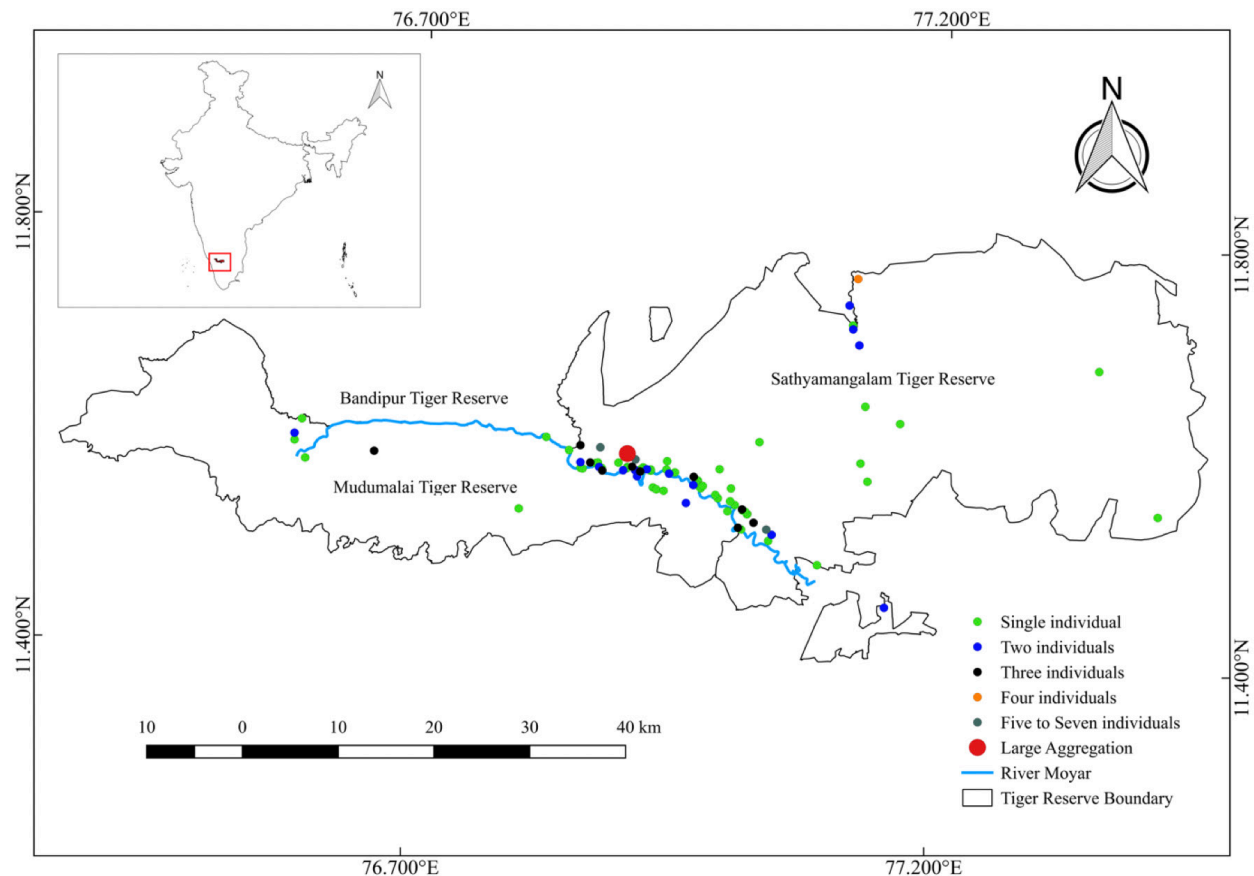 76.700°E
77.200°E
N
N
11.800°N
11.800°N
Sathyamangalam Tiger Reserve
Bandipur Tiger Reserve
Mudumalai Tiger Reserve
11.400°N
11.400°N
Single individual
Two individuals
Three individuals
Four individuals
Five to Seven individuals
Large Aggregation
River Moyar
Tiger Reserve Boundary
10 0 10 20 30 40 km
76.700°E
77.200°E